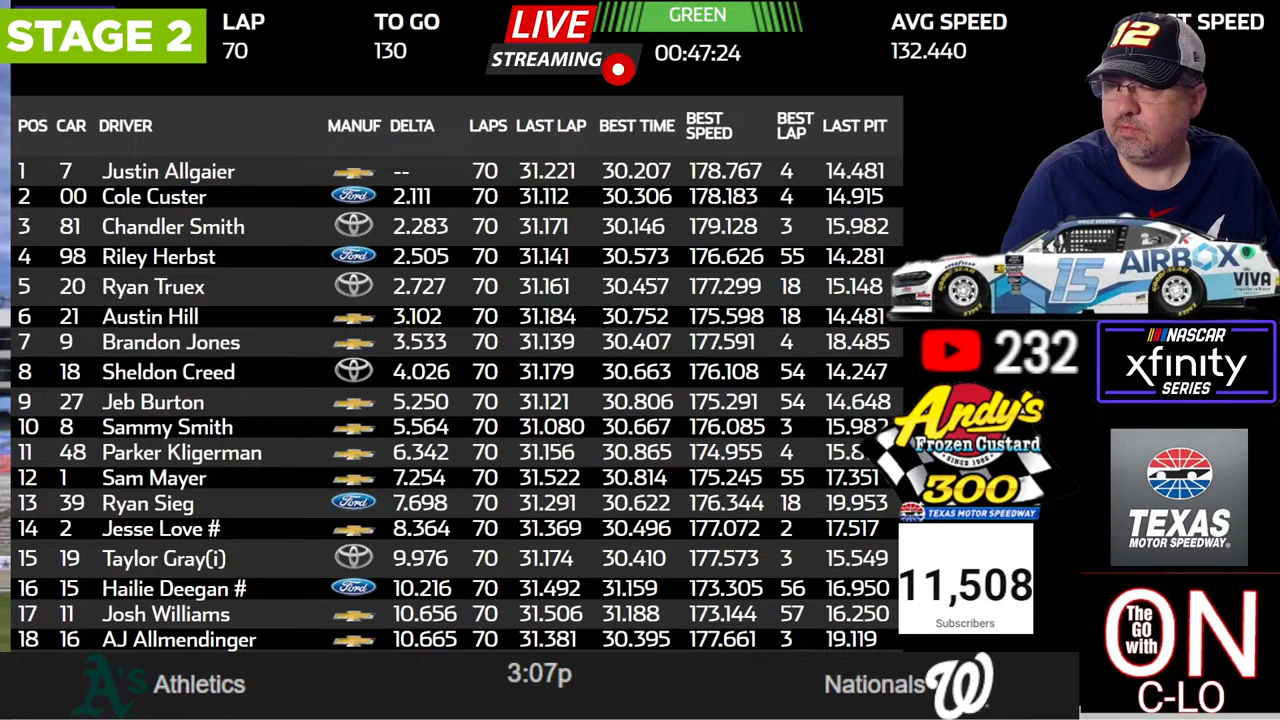 STAGE 2
LAP
70
TO GO
130
LIVE
STREAMING
GREEN
00:47:24
AVG SPEED
132.440
SPEED
12
POS CAR DRIVER MANUF DELTA LAPS LAST LAP BEST TIME BEST SPEED BEST LAP LAST PIT
1 7 Justin Allgaier -- 70 31.221 30.207 178.767 4 14.481
2 00 Cole Custer Ford 2.111 70 31.112 30.306 178.183 4 14.915
3 81 Chandler Smith 2.283 70 31.171 30.146 179.128 3 15.982
4 98 Riley Herbst Ford 2.505 70 31.141 30.573 176.626 55 14.281
5 20 Ryan Truex 2.727 70 31.161 30.457 177.299 18 15.148
6 21 Austin Hill 3.102 70 31.184 30.752 175.598 18 14.481
7 9 Brandon Jones 3.533 70 31.139 30.407 177.591 4 18.485
8 18 Sheldon Creed 4.026 70 31.179 30.663 176.108 54 14.247
9 27 Jeb Burton 5.250 70 31.121 30.806 175.291 54 14.648
10 8 Sammy Smith 5.564 70 31.080 30.667 176.085 3 15.982
11 48 Parker Kligerman 6.342 70 31.156 30.865 174.955 4 15.8
12 1 Sam Mayer 7.254 70 31.522 30.814 175.245 55 17.351
13 39 Ryan Sieg Ford 7.698 70 31.291 30.622 176.344 18 19.953
14 2 Jesse Love # 8.364 70 31.369 30.496 177.072 2 17.517
15 19 Taylor Gray(i) 9.976 70 31.174 30.410 177.573 3 15.549
16 15 Hailie Deegan # Ford 10.216 70 31.492 31.159 173.305 56 16.950
17 11 Josh Williams 10.656 70 31.506 31.188 173.144 57 16.250
18 16 AJ Allmendinger 10.665 70 31.381 30.395 177.661 3 19.119
15 AIRBOX
VIVA
232
NASCAR
xfinity
SERIES
Andy's
Frozen Custard
SINCE 1986
300
TEXAS MOTOR SPEEDWAY
TEXAS
MOTOR SPEEDWAY
11,508
Subscribers
The
GO
with
ON
C-LO
A's Athletics
3:07p
Nationals W